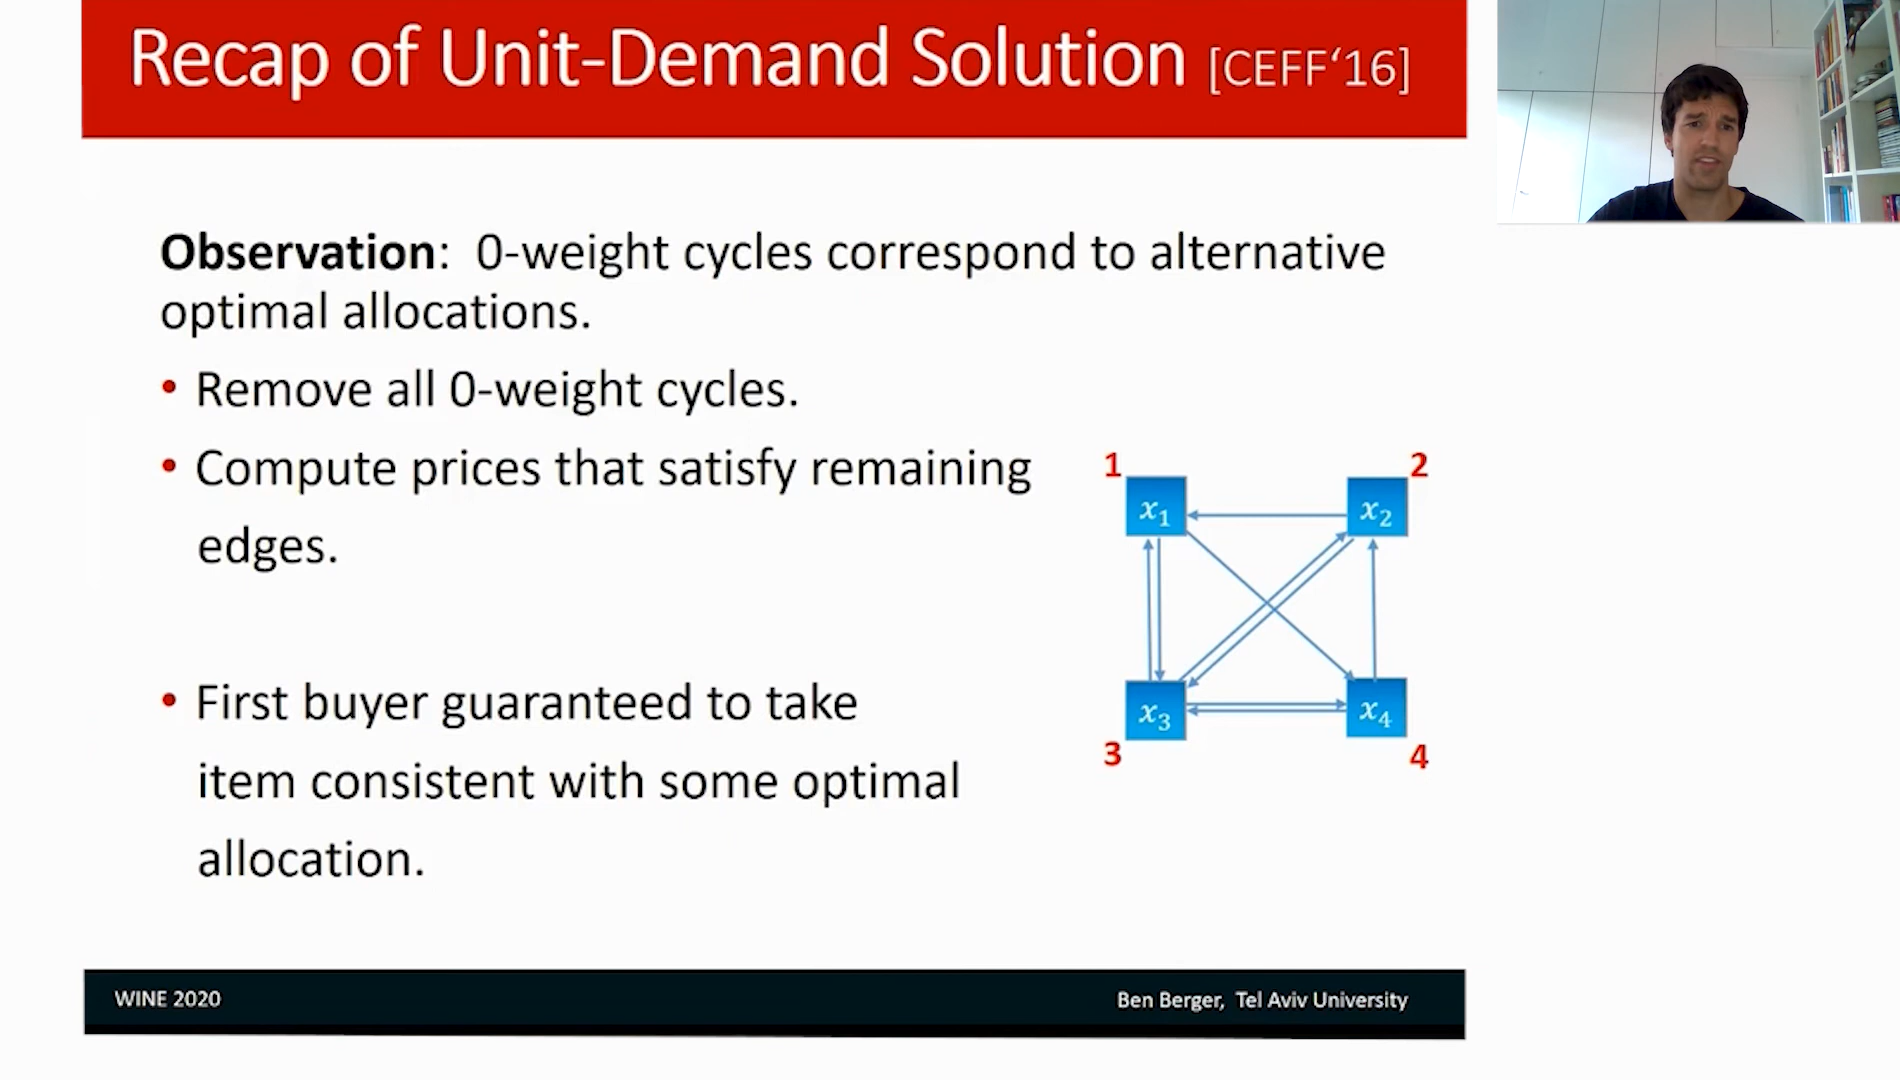 Recap of Unit-Demand Solution [CEFF‘16]
Observation: 0-weight cycles correspond to alternative
optimal allocations.
• Remove all 0-weight cycles.
• Compute prices that satisfy remaining
edges.
1 2
x₁ x₂
• First buyer guaranteed to take
x₃ x₄
3 4
item consistent with some optimal
allocation.
WINE 2020 Ben Berger, Tel Aviv University